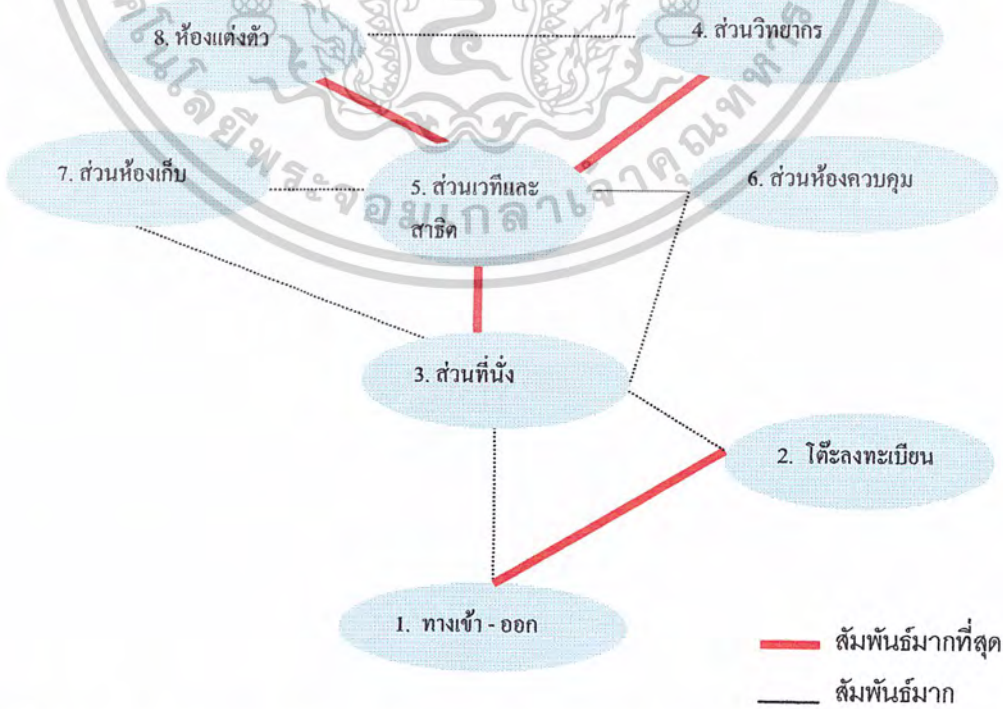 8. ห้องแต่งตัว
4. ส่วนวิทยากร
7. ส่วนห้องเก็บ
5. ส่วนเวทีและ
สาธิต
6. ส่วนห้องควบคุม
3. ส่วนที่นั่ง
2. โต๊ะลงทะเบียน
1. ทางเข้า - ออก
สัมพันธ์มากที่สุด
สัมพันธ์มาก